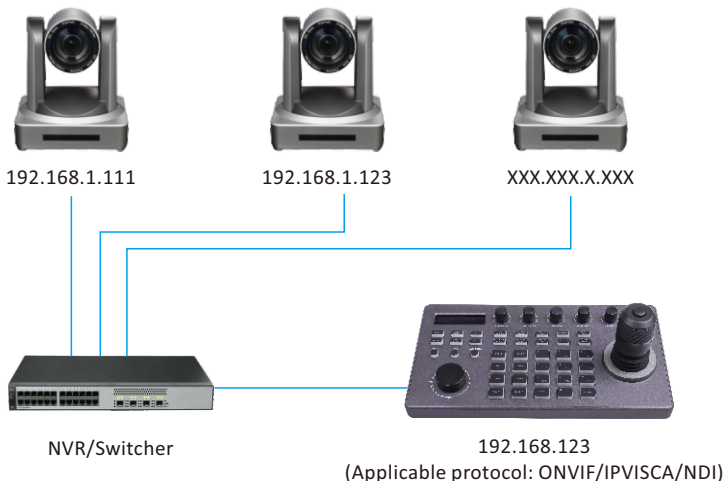 192.168.1.111
192.168.1.123
XXX.XXX.X.XXX
NVR/Switcher
192.168.123
(Applicable protocol: ONVIF/IPVISCA/NDI)